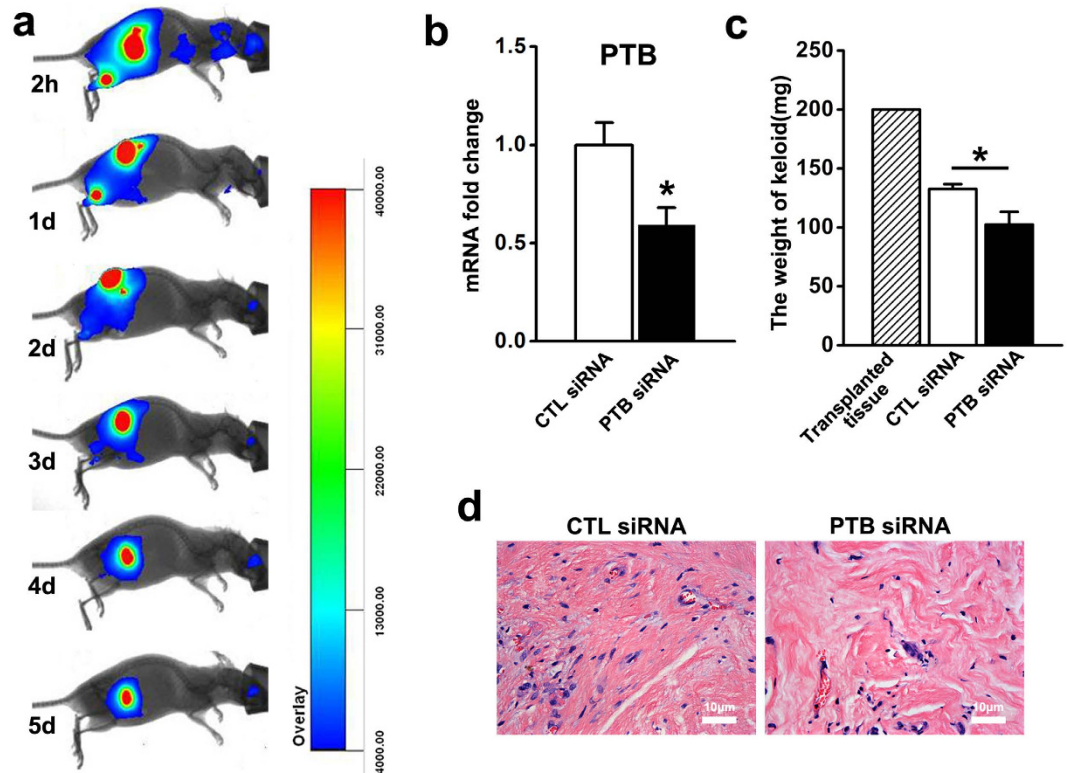 a
2h
1d
2d
3d
4d
5d
40000.00
31000.00
22000.00
13000.00
4000.00
Overlay
b
PTB
1.5
1.0
0.5
0.0
mRNA fold change
CTL siRNA
PTB siRNA
*
c
250
200
150
100
50
0
The weight of keloid(mg)
Transplanted
tissue
CTL siRNA
PTB siRNA
*
d
CTL siRNA
PTB siRNA
10μm
10μm